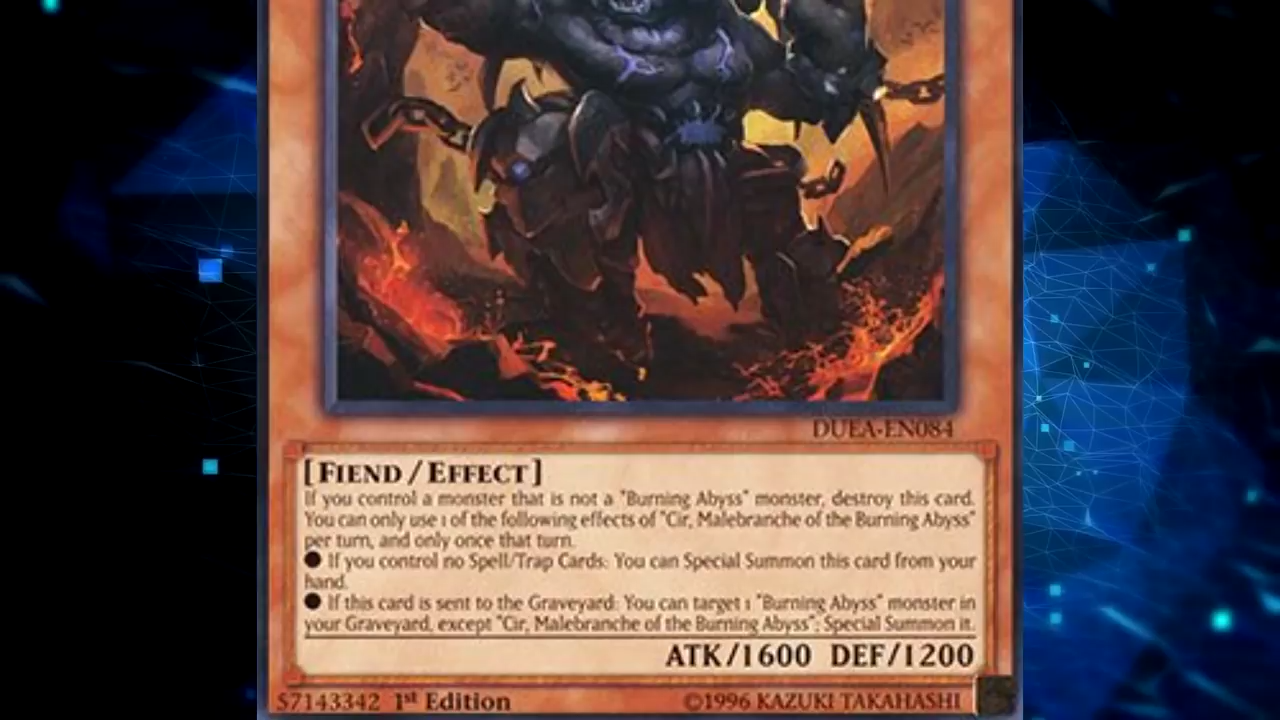 DUEA-EN084
[FIEND/EFFECT]
If you control a monster that is not a "Burning Abyss" monster, destroy this card.
You can only use 1 of the following effects of "Cir, Malebranche of the Burning Abyss"
per turn, and only once that turn.
● If you control no Spell/Trap Cards: You can Special Summon this card from your
hand.
● If this card is sent to the Graveyard: You can target 1 "Burning Abyss" monster in
your Graveyard, except "Cir, Malebranche of the Burning Abyss"; Special Summon it.
ATK/1600 DEF/1200
57143342 1st Edition ©1996 KAZUKI TAKAHASHI